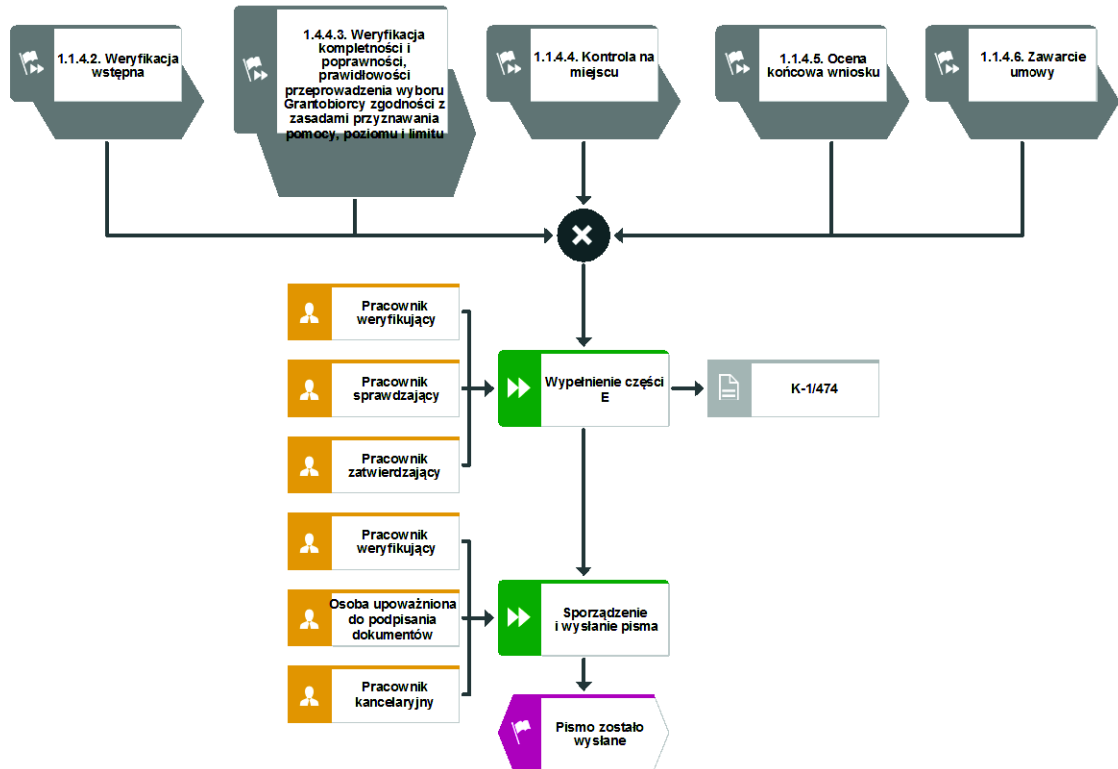 1.1.4.2. Weryfikacja
wstępna
1.4.4.3. Weryfikacja
kompletności i
poprawności,
prawidłowości
przeprowadzenia wyboru
Grantobiorcy zgodności z
zasadami przyznawania
pomocy, poziomu i limitu
1.1.4.4. Kontrola na
miejscu
1.1.4.5. Ocena
końcowa wniosku
1.1.4.6. Zawarcie
umowy
Pracownik
weryfikujący
Pracownik
sprawdzający
Pracownik
zatwierdzający
Wypełnienie części
E
K-1/474
Pracownik
weryfikujący
Osoba upoważniona
do podpisania
dokumentów
Pracownik
kancelaryjny
Sporządzenie
i wysłanie pisma
Pismo zostało
wysłane